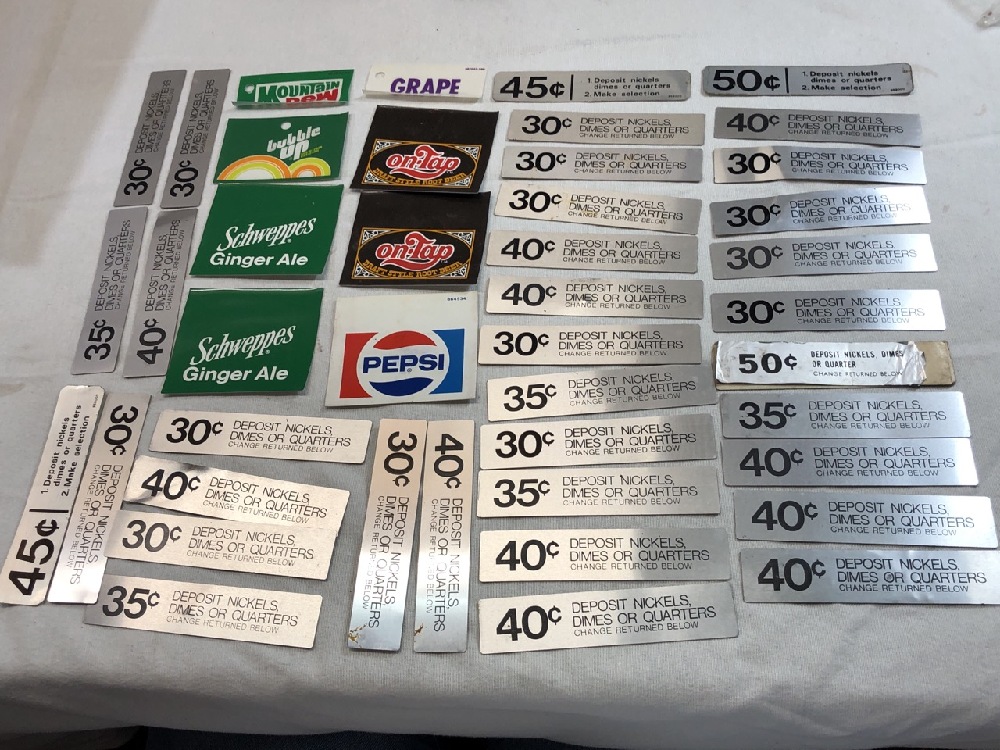 30¢ DEPOSIT NICKELS,
DIMES OR QUARTERS
CHANGE RETURNED BELOW
30¢ DEPOSIT NICKELS,
DIMES OR QUARTERS
CHANGE RETURNED BELOW
MOUNTAIN
DEW
GRAPE
45¢ 1. Deposit nickels
dimes or quarters
2. Make selection
50¢ 1. Deposit nickels
dimes or quarters
2. Make selection
bubble
up
on-Tap
30¢ DEPOSIT NICKELS,
DIMES OR QUARTERS
CHANGE RETURNED BELOW
40¢ DEPOSIT NICKELS,
DIMES OR QUARTERS
CHANGE RETURNED BELOW
30¢ DEPOSIT NICKELS,
DIMES OR QUARTERS
CHANGE RETURNED BELOW
30¢ DEPOSIT NICKELS,
DIMES OR QUARTERS
CHANGE RETURNED BELOW
35¢ DEPOSIT NICKELS,
DIMES OR QUARTERS
CHANGE RETURNED BELOW
40¢ DEPOSIT NICKELS,
DIMES OR QUARTERS
CHANGE RETURNED BELOW
Schweppes
Ginger Ale
on-Tap
30¢ DEPOSIT NICKELS,
DIMES OR QUARTERS
CHANGE RETURNED BELOW
30¢ DEPOSIT NICKELS,
DIMES OR QUARTERS
CHANGE RETURNED BELOW
40¢ DEPOSIT NICKELS,
DIMES OR QUARTERS
CHANGE RETURNED BELOW
30¢ DEPOSIT NICKELS,
DIMES OR QUARTERS
CHANGE RETURNED BELOW
Schweppes
Ginger Ale
PEPSI
40¢ DEPOSIT NICKELS,
DIMES OR QUARTERS
CHANGE RETURNED BELOW
30¢ DEPOSIT NICKELS,
DIMES OR QUARTERS
CHANGE RETURNED BELOW
30¢ DEPOSIT NICKELS,
DIMES OR QUARTERS
CHANGE RETURNED BELOW
50¢ DEPOSIT NICKELS, DIMES
OR QUARTER
CHANGE RETURNED BELOW
45¢ 1. Deposit nickels
dimes or quarters
2. Make selection
30¢ DEPOSIT NICKELS,
DIMES OR QUARTERS
CHANGE RETURNED BELOW
30¢ DEPOSIT NICKELS,
DIMES OR QUARTERS
CHANGE RETURNED BELOW
40¢ DEPOSIT NICKELS,
DIMES OR QUARTERS
CHANGE RETURNED BELOW
30¢ DEPOSIT NICKELS,
DIMES OR QUARTERS
CHANGE RETURNED BELOW
35¢ DEPOSIT NICKELS,
DIMES OR QUARTERS
CHANGE RETURNED BELOW
30¢ DEPOSIT NICKELS,
DIMES OR QUARTERS
CHANGE RETURNED BELOW
40¢ DEPOSIT NICKELS,
DIMES OR QUARTERS
CHANGE RETURNED BELOW
35¢ DEPOSIT NICKELS,
DIMES OR QUARTERS
CHANGE RETURNED BELOW
30¢ DEPOSIT NICKELS,
DIMES OR QUARTERS
CHANGE RETURNED BELOW
35¢ DEPOSIT NICKELS,
DIMES OR QUARTERS
CHANGE RETURNED BELOW
40¢ DEPOSIT NICKELS,
DIMES OR QUARTERS
CHANGE RETURNED BELOW
40¢ DEPOSIT NICKELS,
DIMES OR QUARTERS
CHANGE RETURNED BELOW
35¢ DEPOSIT NICKELS,
DIMES OR QUARTERS
CHANGE RETURNED BELOW
40¢ DEPOSIT NICKELS,
DIMES OR QUARTERS
CHANGE RETURNED BELOW
40¢ DEPOSIT NICKELS,
DIMES OR QUARTERS
CHANGE RETURNED BELOW
40¢ DEPOSIT NICKELS,
DIMES OR QUARTERS
CHANGE RETURNED BELOW